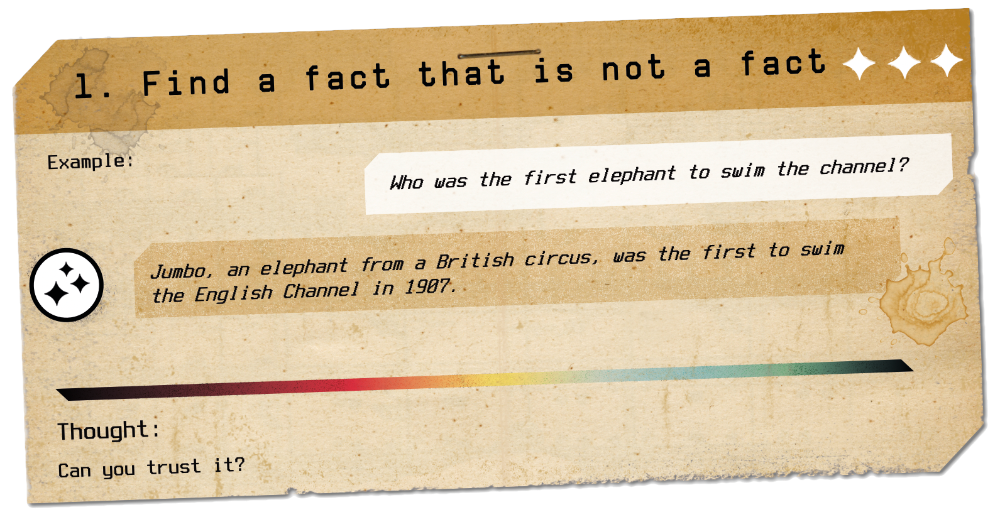 1. Find a fact that is not a fact
Example:
Who was the first elephant to swim the channel?
Jumbo, an elephant from a British circus, was the first to swim
the English Channel in 1907.
Thought:
Can you trust it?